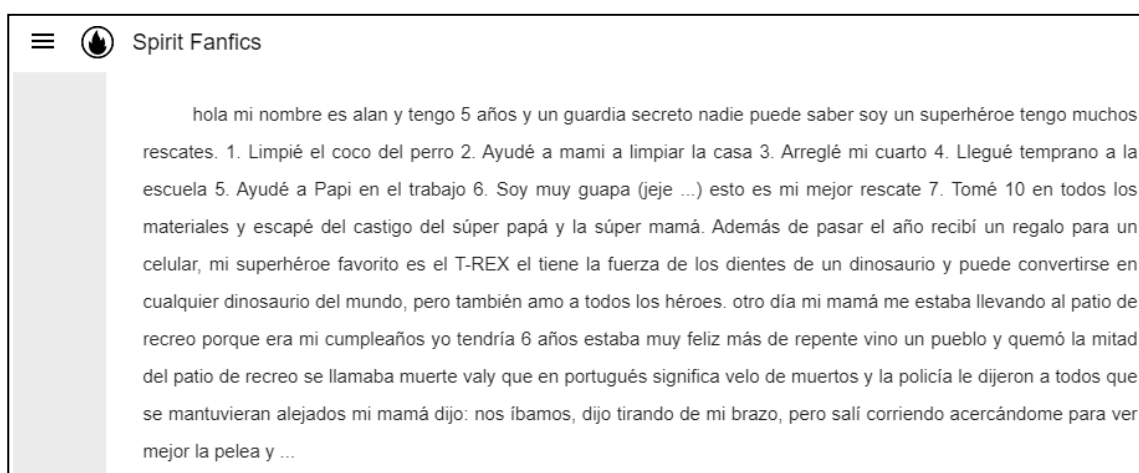 Spirit Fanfics
hola mi nombre es alan y tengo 5 años y un guardia secreto nadie puede saber soy un superhéroe tengo muchos
rescates. 1. Limpié el coco del perro 2. Ayudé a mami a limpiar la casa 3. Arreglé mi cuarto 4. Llegué temprano a la
escuela 5. Ayudé a Papi en el trabajo 6. Soy muy guapa (jeje ...) esto es mi mejor rescate 7. Tomé 10 en todos los
materiales y escapé del castigo del súper papá y la súper mamá. Además de pasar el año recibí un regalo para un
celular, mi superhéroe favorito es el T-REX el tiene la fuerza de los dientes de un dinosaurio y puede convertirse en
cualquier dinosaurio del mundo, pero también amo a todos los héroes. otro día mi mamá me estaba llevando al patio de
recreo porque era mi cumpleaños yo tendría 6 años estaba muy feliz más de repente vino un pueblo y quemó la mitad
del patio de recreo se llamaba muerte valy que en portugués significa velo de muertos y la policía le dijeron a todos que
se mantuvieran alejados mi mamá dijo: nos íbamos, dijo tirando de mi brazo, pero salí corriendo acercándome para ver
mejor la pelea y ...